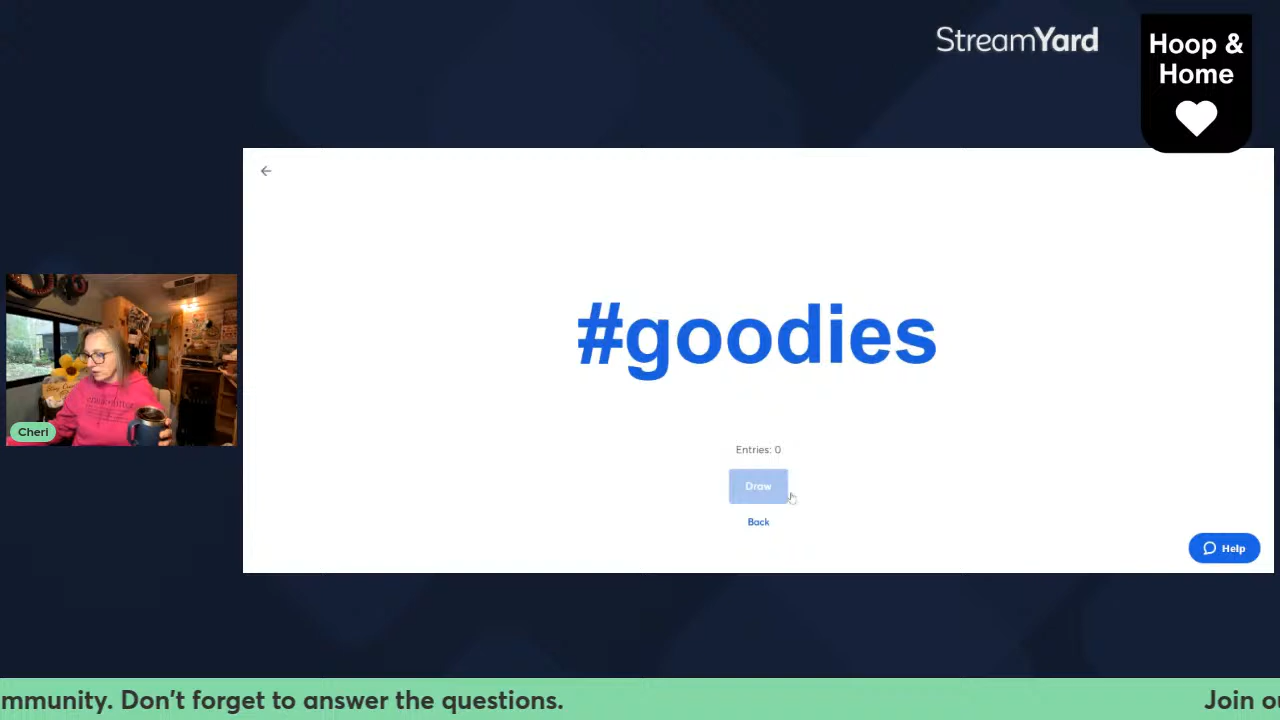 StreamYard
Hoop &
Home
#goodies
Cheri
Entries: 0
Draw
Back
Help
mmunity. Don't forget to answer the questions.
Join o